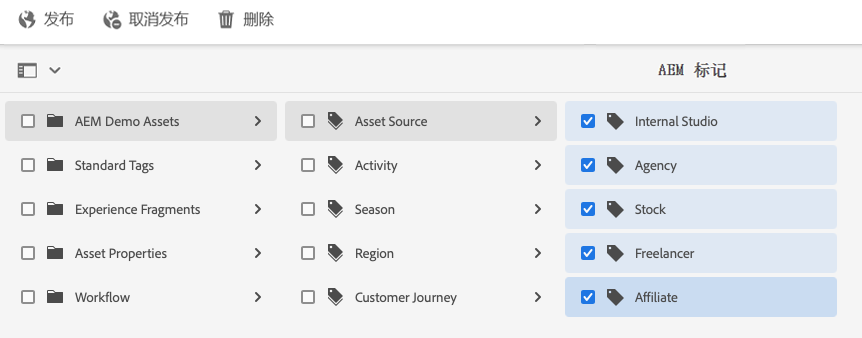 发布 取消发布 删除
AEM 标记
AEM Demo Assets Asset Source Internal Studio
Standard Tags Activity Agency
Experience Fragments Season Stock
Asset Properties Region Freelancer
Workflow Customer Journey Affiliate